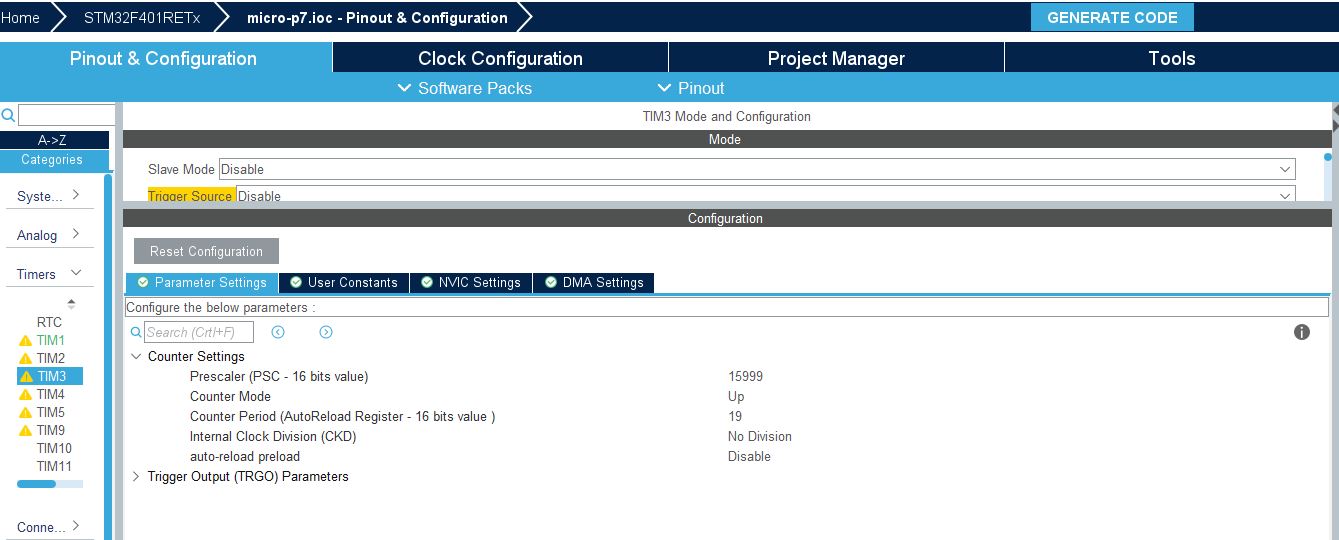 Home STM32F401RETx micro-p7.ioc - Pinout & Configuration GENERATE CODE
Pinout & Configuration Clock Configuration Project Manager Tools
Software Packs Pinout
TIM3 Mode and Configuration
A->Z
Categories
Syste...
Analog
Timers
RTC
TIM1
TIM2
TIM3
TIM4
TIM5
TIM9
TIM10
TIM11
Conne...
Mode
Slave Mode Disable
Trigger Source Disable
Configuration
Reset Configuration
Parameter Settings User Constants NVIC Settings DMA Settings
Configure the below parameters :
Search (Crtl+F)
Counter Settings
Prescaler (PSC - 16 bits value) 15999
Counter Mode Up
Counter Period (AutoReload Register - 16 bits value ) 19
Internal Clock Division (CKD) No Division
auto-reload preload Disable
Trigger Output (TRGO) Parameters